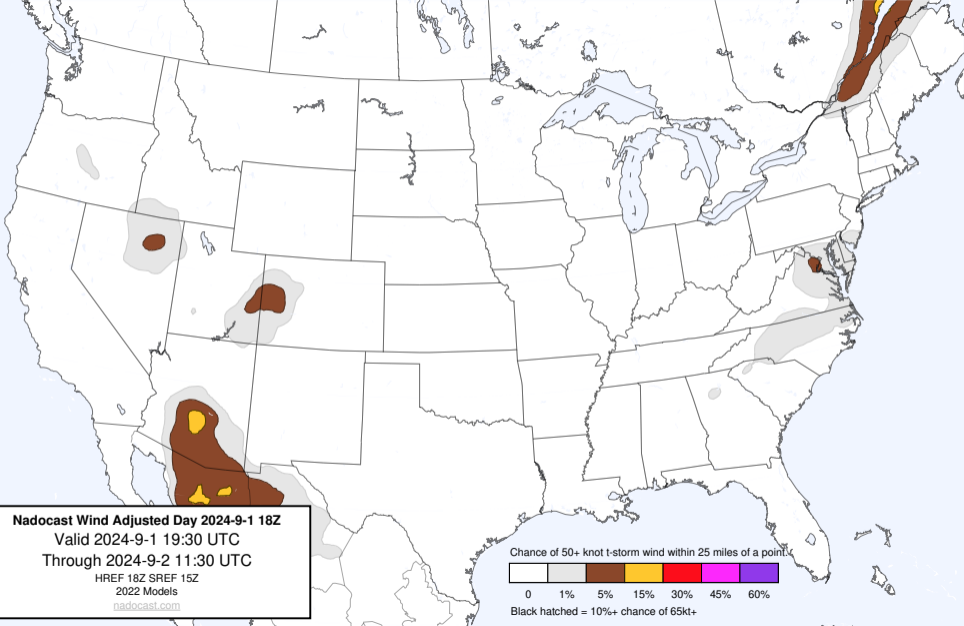 Nadocast Wind Adjusted Day 2024-9-1 18Z
Valid 2024-9-1 19:30 UTC
Through 2024-9-2 11:30 UTC
HREF 18Z SREF 15Z
2022 Models
nadocast.com
Chance of 50+ knot t-storm wind within 25 miles of a point.
0 1% 5% 15% 30% 45% 60%
Black hatched = 10%+ chance of 65kt+